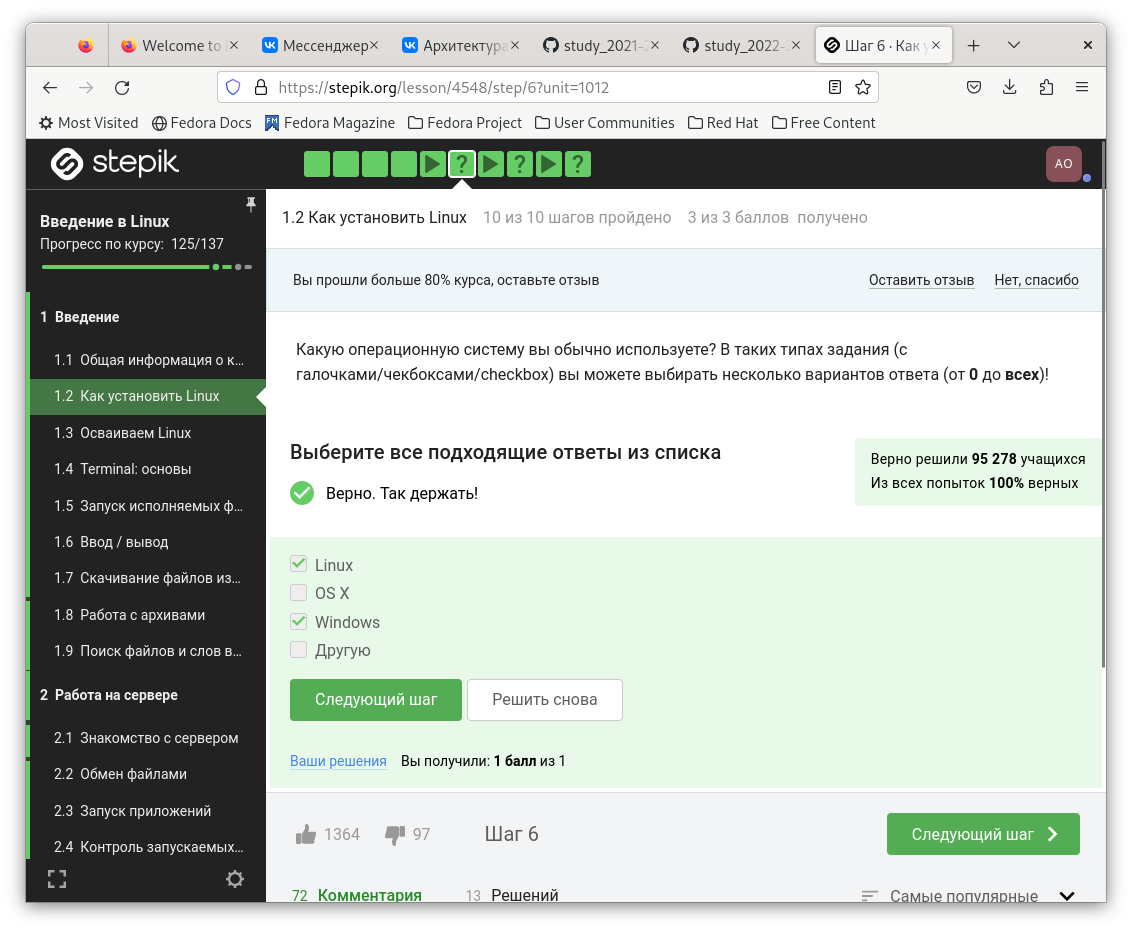 Welcome to
Мессенджер
Архитектура
study_2021-2
study_2022-2
Шаг 6 · Как у
https://stepik.org/lesson/4548/step/6?unit=1012
Most Visited
Fedora Docs
FM Fedora Magazine
Fedora Project
User Communities
Red Hat
Free Content
stepik
? ? ?
АО
Введение в Linux
Прогресс по курсу: 125/137
1 Введение
1.1 Общая информация о к…
1.2 Как установить Linux
1.3 Осваиваем Linux
1.4 Terminal: основы
1.5 Запуск исполняемых ф…
1.6 Ввод / вывод
1.7 Скачивание файлов из…
1.8 Работа с архивами
1.9 Поиск файлов и слов в…
2 Работа на сервере
2.1 Знакомство с сервером
2.2 Обмен файлами
2.3 Запуск приложений
2.4 Контроль запускаемых…
1.2 Как установить Linux 10 из 10 шагов пройдено 3 из 3 баллов получено
Вы прошли больше 80% курса, оставьте отзыв
Оставить отзыв
Нет, спасибо
Какую операционную систему вы обычно используете? В таких типах задания (с
галочками/чекбоксами/checkbox) вы можете выбирать несколько вариантов ответа (от 0 до всех)!
Выберите все подходящие ответы из списка
Верно. Так держать!
Верно решили 95 278 учащихся
Из всех попыток 100% верных
Linux
OS X
Windows
Другую
Следующий шаг
Решить снова
Ваши решения Вы получили: 1 балл из 1
1364 97 Шаг 6
Следующий шаг
72 Комментария 13 Решений
Самые популярные